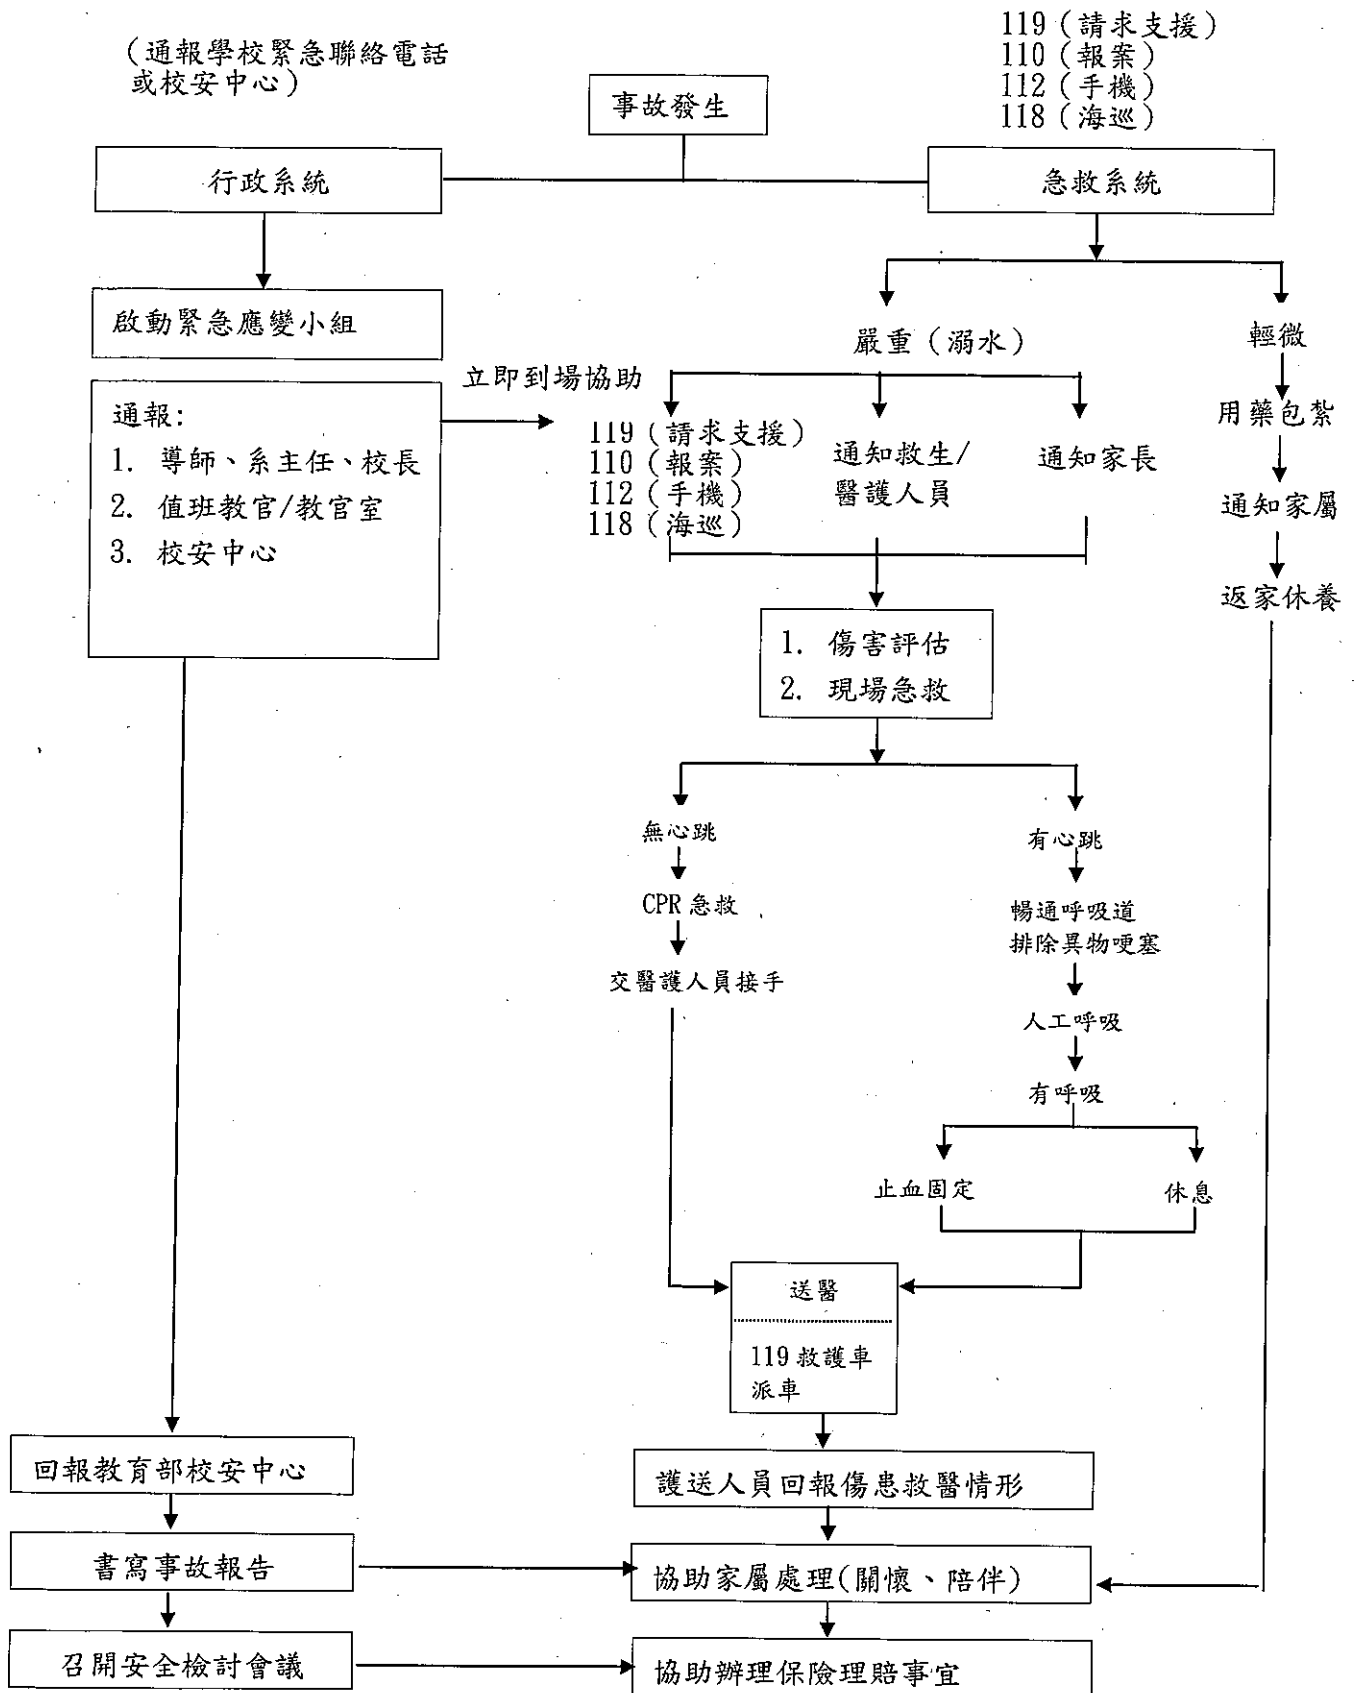 (通報學校緊急聯絡電話
或校安中心)
119(請求支援)
110(報案)
112(手機)
118(海巡)
事故發生
行政系統
急救系統
啟動緊急應變小組
嚴重(溺水)
輕微
立即到場協助
通報:
1. 導師、系主任、校長
2. 值班教官/教官室
3. 校安中心
119(請求支援)
110(報案)
112(手機)
118(海巡)
通知救生/
醫護人員
通知家長
用藥包紮
通知家屬
返家休養
1. 傷害評估
2. 現場急救
無心跳
CPR 急救
交醫護人員接手
有心跳
暢通呼吸道
排除異物哽塞
人工呼吸
有呼吸
止血固定
休息
送醫
119 救護車
派車
回報教育部校安中心
護送人員回報傷患救醫情形
書寫事故報告
協助家屬處理(關懷、陪伴)
召開安全檢討會議
協助辦理保險理賠事宜